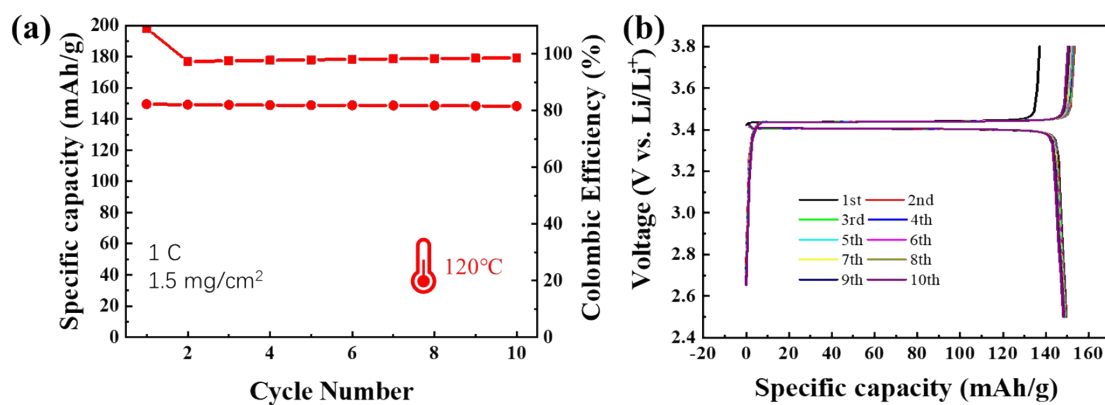 (a)
200
180
160
140
120
100
80
60
40
20
0
Specific capacity (mAh/g)
1 C
1.5 mg/cm²
120℃
2
4
6
8
10
Cycle Number
100
80
60
40
20
0
Colombic Efficiency (%)
(b)
3.8
3.6
3.4
3.2
3.0
2.8
2.6
2.4
Voltage (V vs. Li/Li⁺)
1st 2nd
3rd 4th
5th 6th
7th 8th
9th 10th
-20 0 20 40 60 80 100 120 140 160
Specific capacity (mAh/g)